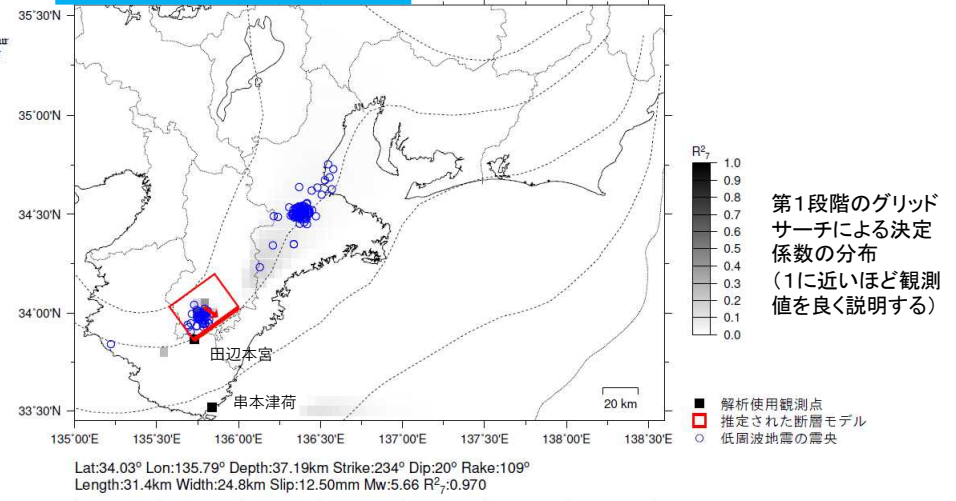 35°30'N
35°00'N
34°30'N
34°00'N
33°30'N
135°00'E 135°30'E 136°00'E 136°30'E 137°00'E 137°30'E 138°00'E 138°30'E
田辺本宮
串本津荷
20 km
R²₇
1.0
0.9
0.8
0.7
0.6
0.5
0.4
0.3
0.2
0.1
0.0
第1段階のグリッド
サーチによる決定
係数の分布
(1に近いほど観測
値を良く説明する)
解析使用観測点
推定された断層モデル
低周波地震の震央
Lat:34.03° Lon:135.79° Depth:37.19km Strike:234° Dip:20° Rake:109°
Length:31.4km Width:24.8km Slip:12.50mm Mw:5.66 R²₇:0.970